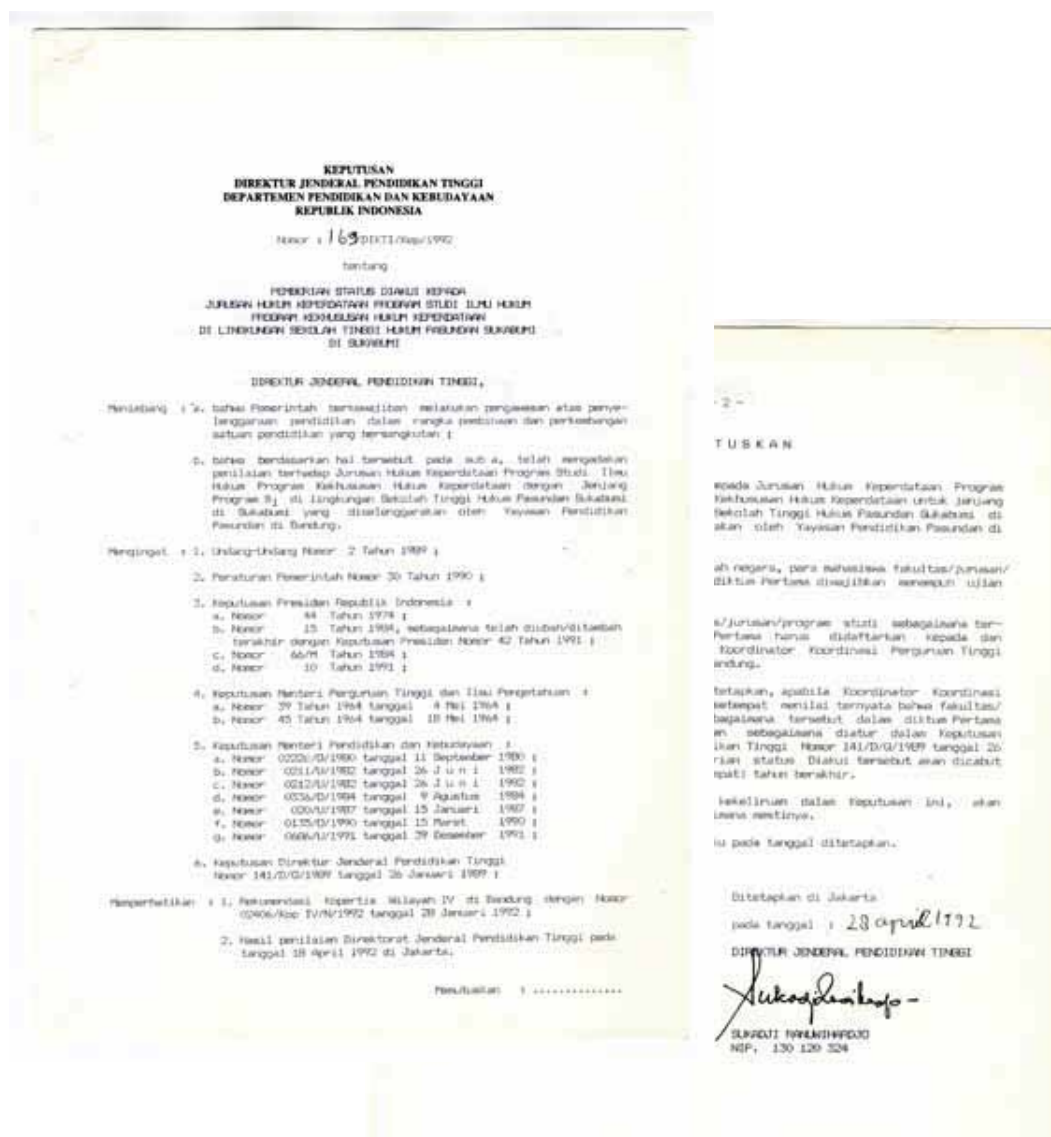 KEPUTUSAN
DIREKTUR JENDERAL PENDIDIKAN TINGGI
DEPARTEMEN PENDIDIKAN DAN KEBUDAYAAN
REPUBLIK INDONESIA
Nomor : 169/DIKTI/Kep/1992
tentang
PEMBERIAN STATUS DIAKUI KEPADA
JURUSAN HUKUM KEPERDATAAN PROGRAM STUDI ILMU HUKUM
PROGRAM KEKHUSUSAN HUKUM KEPERDATAAN
DI LINGKUNGAN SEKOLAH TINGGI HUKUM PASUNDAN SUKABUMI
DI SUKABUMI
DIREKTUR JENDERAL PENDIDIKAN TINGGI,
Menimbang : a. bahwa Pemerintah berkewajiban melakukan pengawasan atas penye-
lenggaraan pendidikan dalam rangka pembinaan dan perkembangan
satuan pendidikan yang bersangkutan ;
b. bahwa berdasarkan hal tersebut pada sub a, telah mengadakan
penilaian terhadap Jurusan Hukum Keperdataan Program Studi Ilmu
Hukum Program Kekhususan Hukum Keperdataan dengan Jenjang
Program S1 di lingkungan Sekolah Tinggi Hukum Pasundan Sukabumi
di Sukabumi yang diselenggarakan oleh Yayasan Pendidikan
Pasundan di Bandung.
Mengingat : 1. Undang-Undang Nomor 2 Tahun 1989 ;
2. Peraturan Pemerintah Nomor 30 Tahun 1990 ;
3. Keputusan Presiden Republik Indonesia :
a. Nomor 44 Tahun 1974 ;
b. Nomor 15 Tahun 1984, sebagaimana telah diubah/ditambah
terakhir dengan Keputusan Presiden Nomor 42 Tahun 1991 ;
c. Nomor 66/M Tahun 1984 ;
d. Nomor 10 Tahun 1991 ;
4. Keputusan Menteri Perguruan Tinggi dan Ilmu Pengetahuan :
a. Nomor 39 Tahun 1964 tanggal 4 Mei 1964 ;
b. Nomor 45 Tahun 1964 tanggal 18 Mei 1964 ;
5. Keputusan Menteri Pendidikan dan Kebudayaan :
a. Nomor tanggal 11 September 1980 ;
b. Nomor 0211/U/1982 tanggal 26 J u n i 1982 ;
c. Nomor 0212/U/1982 tanggal 26 J u n i 1982 ;
d. Nomor tanggal 9 Agustus 1984 ;
e. Nomor 020/U/1987 tanggal 15 Januari 1987 ;
f. Nomor tanggal 15 Maret 1990 ;
g. Nomor 0686/U/1991 tanggal Desember 1991 ;
6. Keputusan Direktur Jenderal Pendidikan Tinggi
Nomor 141/D/O/1989 tanggal 26 Januari 1989 ;
Memperhatikan : 1. Rekomendasi Kopertis Wilayah IV di Bandung dengan Nomor
tanggal 28 Januari 1992 ;
2. Hasil penilaian Direktorat Jenderal Pendidikan Tinggi pada
tanggal 18 April 1992 di Jakarta.
Memutuskan : ..............
- 2 -
TUSKAN
epada Jurusan Hukum Keperdataan Program
Kekhususan Hukum Keperdataan untuk jenjang
Sekolah Tinggi Hukum Pasundan Sukabumi di
akan oleh Yayasan Pendidikan Pasundan di
ah negara, para mahasiswa fakultas/jurusan/
diktum Pertama diwajibkan menempuh ujian
s/jurusan/program studi sebagaimana ter-
Pertama harus didaftarkan kepada dan
Koordinator Koordinasi Perguruan Tinggi
andung.
tetapkan, apabila Koordinator Koordinasi
setempat menilai ternyata bahwa fakultas/
bagaimana tersebut dalam diktum Pertama
an sebagaimana diatur dalam Keputusan
ikan Tinggi Nomor 141/D/O/1989 tanggal 26
rian status Diakui tersebut akan dicabut
mpat) tahun berakhir.
kekeliruan dalam Keputusan ini, akan
imana mestinya.
ku pada tanggal ditetapkan.
Ditetapkan di Jakarta
pada tanggal : 28 april 1992
DIREKTUR JENDERAL PENDIDIKAN TINGGI
SUKADJI RANUWIHARDJO
NIP. 130 120 324